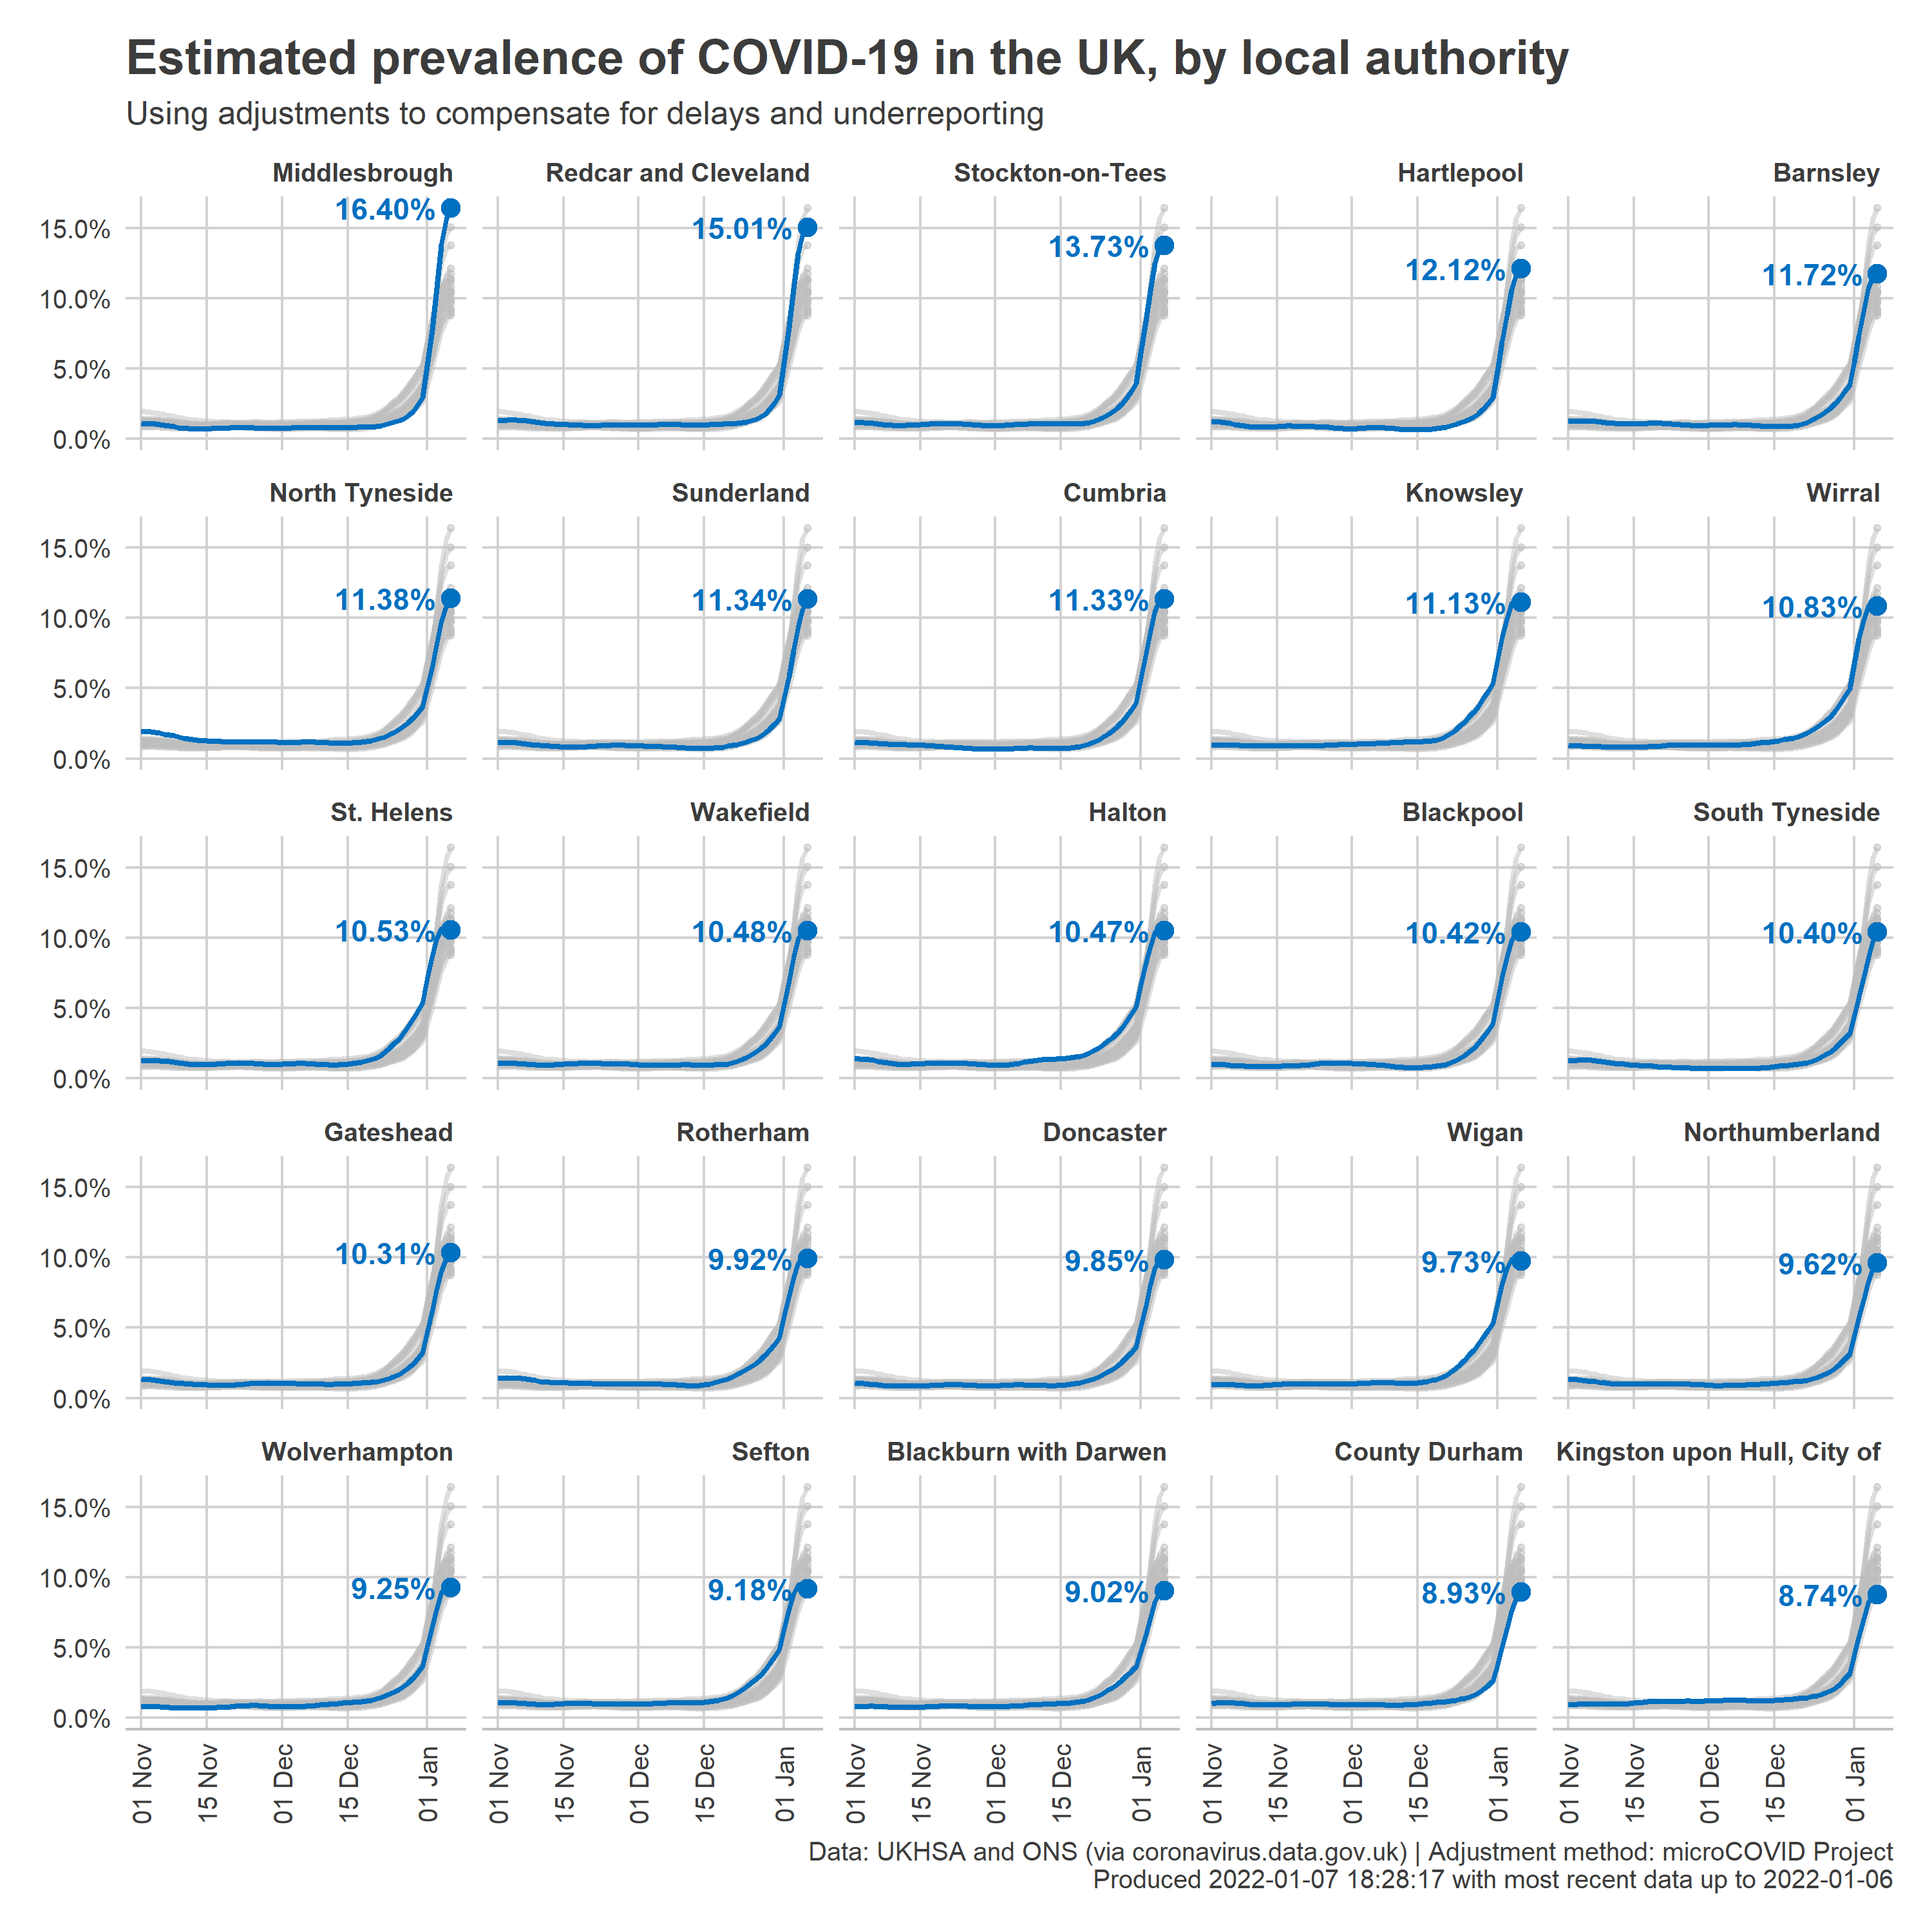 Estimated prevalence of COVID-19 in the UK, by local authority
Using adjustments to compensate for delays and underreporting
Middlesbrough
Redcar and Cleveland
Stockton-on-Tees
Hartlepool
Barnsley
15.0%
10.0%
5.0%
0.0%
16.40%
15.01%
13.73%
12.12%
11.72%
North Tyneside
Sunderland
Cumbria
Knowsley
Wirral
15.0%
10.0%
5.0%
0.0%
11.38%
11.34%
11.33%
11.13%
10.83%
St. Helens
Wakefield
Halton
Blackpool
South Tyneside
15.0%
10.0%
5.0%
0.0%
10.53%
10.48%
10.47%
10.42%
10.40%
Gateshead
Rotherham
Doncaster
Wigan
Northumberland
15.0%
10.0%
5.0%
0.0%
10.31%
9.92%
9.85%
9.73%
9.62%
Wolverhampton
Sefton
Blackburn with Darwen
County Durham
Kingston upon Hull, City of
15.0%
10.0%
5.0%
0.0%
9.25%
9.18%
9.02%
8.93%
8.74%
01 Nov
15 Nov
01 Dec
15 Dec
01 Jan
01 Nov
15 Nov
01 Dec
15 Dec
01 Jan
01 Nov
15 Nov
01 Dec
15 Dec
01 Jan
01 Nov
15 Nov
01 Dec
15 Dec
01 Jan
01 Nov
15 Nov
01 Dec
15 Dec
01 Jan
Data: UKHSA and ONS (via coronavirus.data.gov.uk) | Adjustment method: microCOVID Project
Produced 2022-01-07 18:28:17 with most recent data up to 2022-01-06